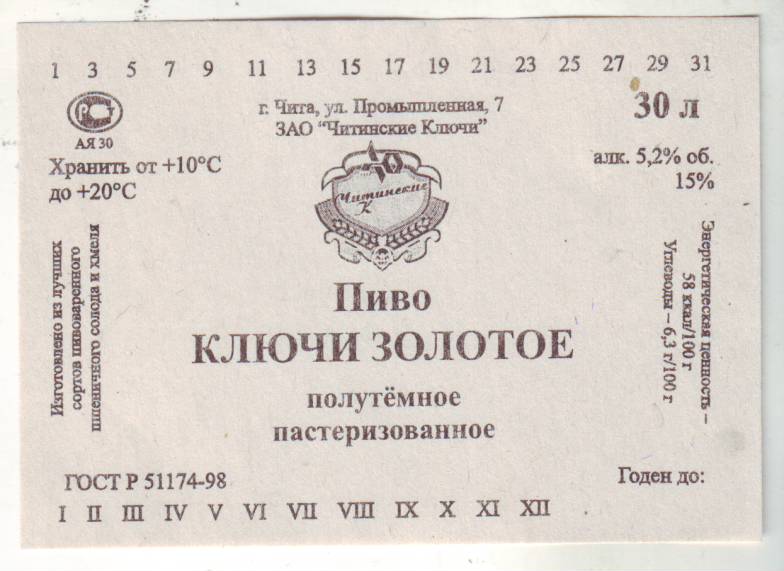 1 3 5 7 9 11 13 15 17 19 21 23 25 27 29 31
РСТ
АЯ 30
г. Чита, ул. Промышленная, 7
ЗАО "Читинские Ключи"
30 л
Хранить от +10°С
до +20°С
алк. 5,2% об.
15%
Читинские
К
Изготовлено из лучших
сортов пивоваренного
пшеничного солода и хмеля
Энергетическая ценность –
58 ккал/100 г
Углеводы – 6,3 г/100 г
Пиво
КЛЮЧИ ЗОЛОТОЕ
полутёмное
пастеризованное
ГОСТ Р 51174-98
Годен до:
I II III IV V VI VII VIII IX X XI XII